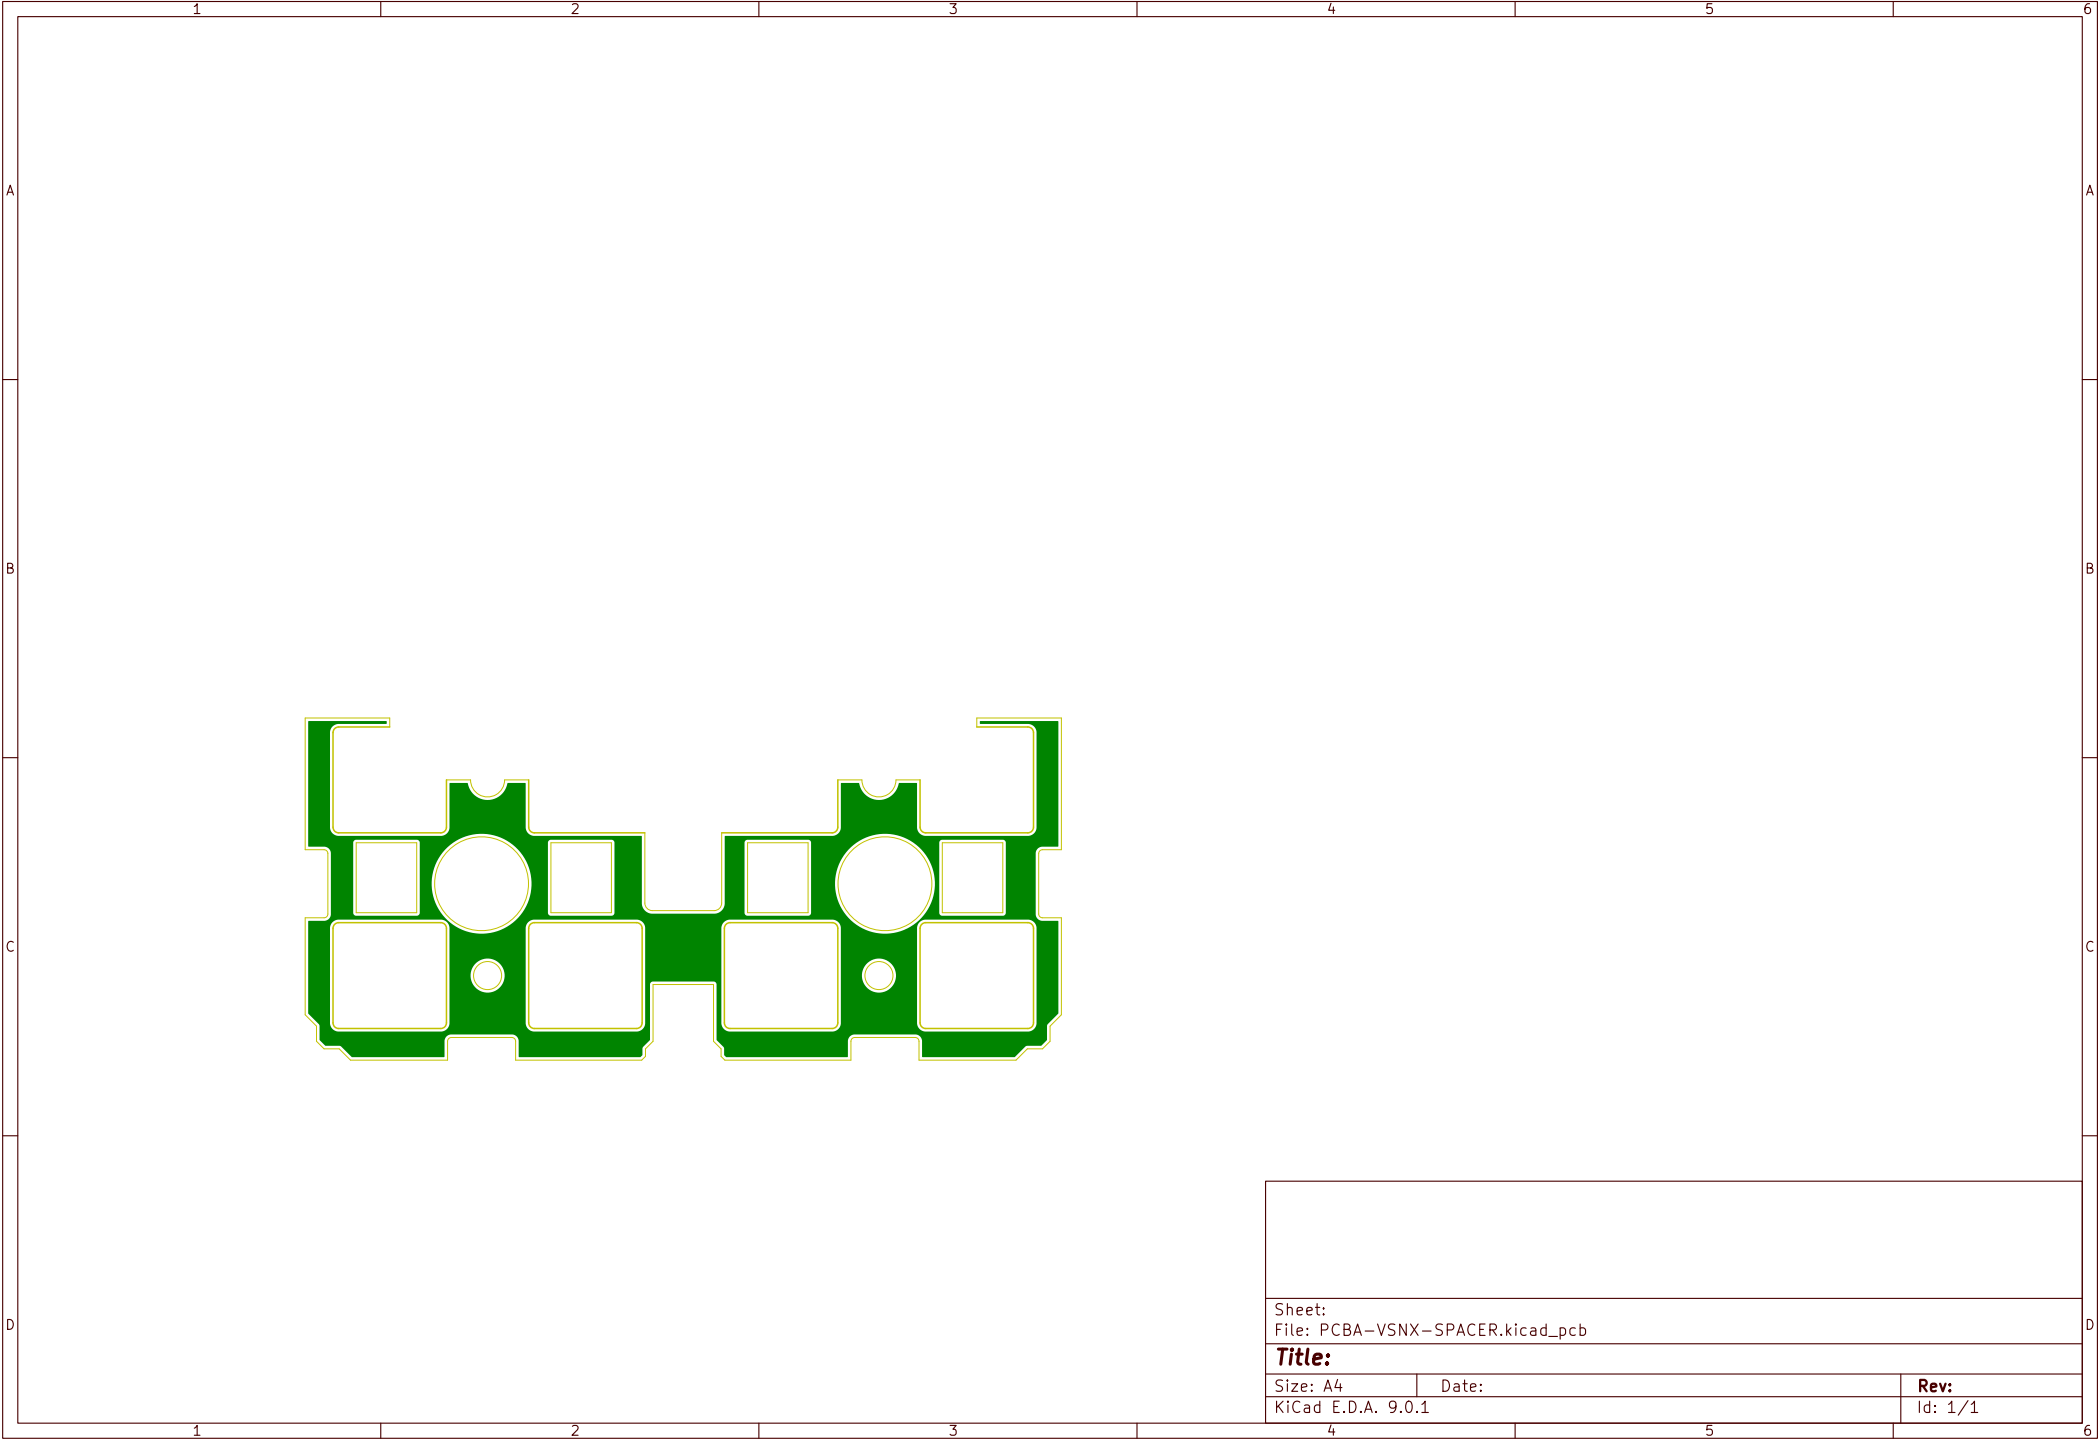 1 2 3 4 5 6
A A
B B
C C
D D
Sheet:
File: PCBA-VSNX-SPACER.kicad_pcb
Title:
Size: A4 Date: Rev:
KiCad E.D.A. 9.0.1 Id: 1/1
1 2 3 4 5 6